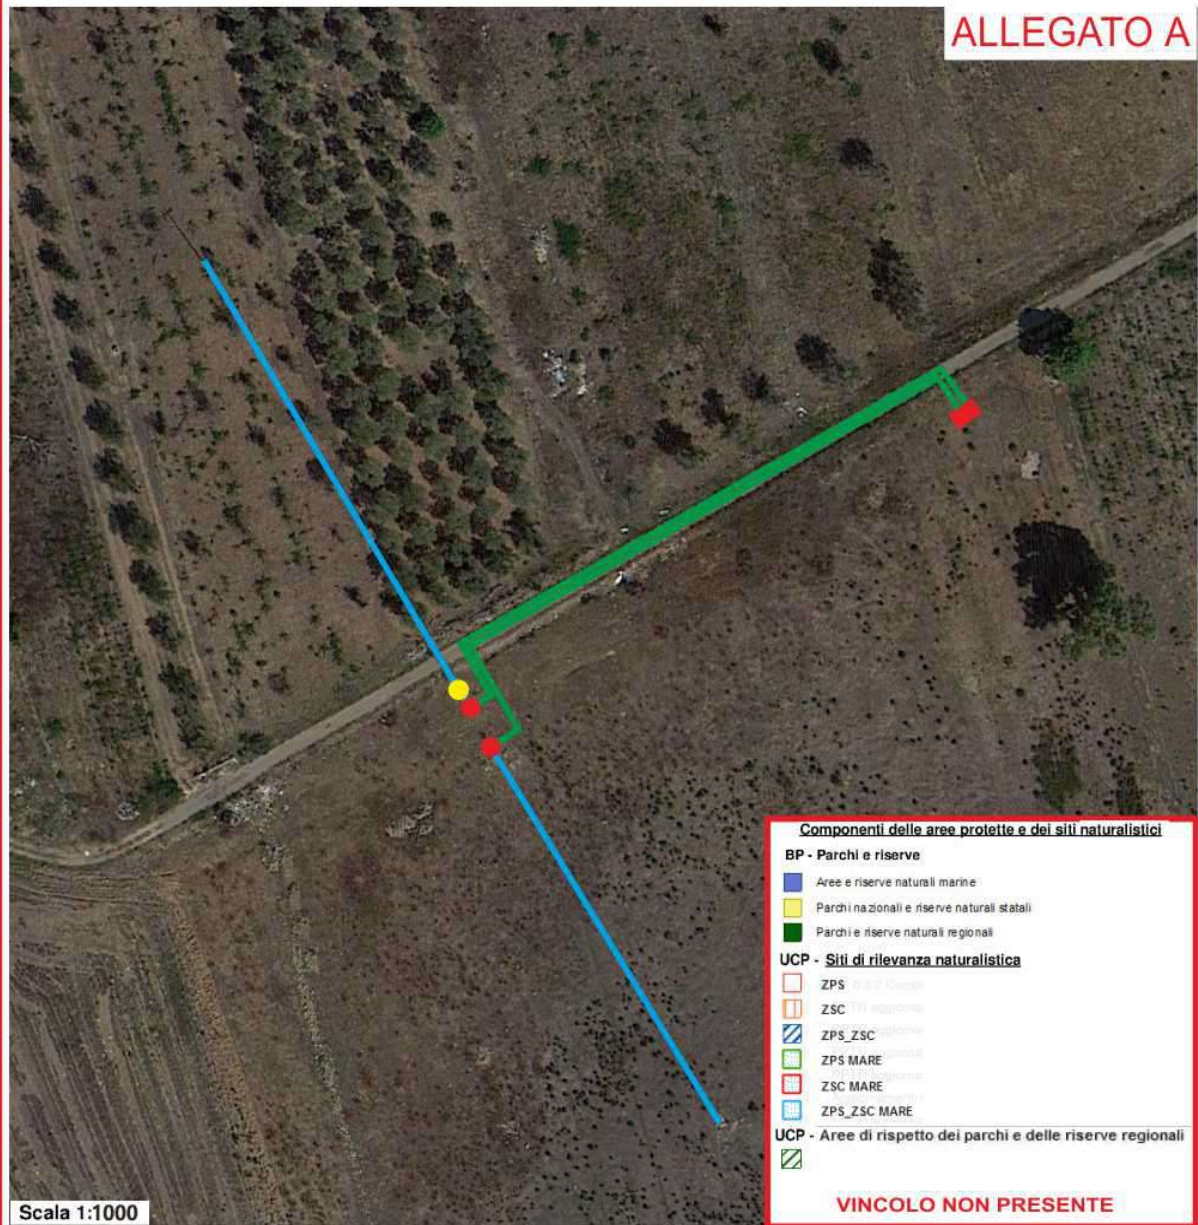 ALLEGATO A
Componenti delle aree protette e dei siti naturalistici
BP - Parchi e riserve
Aree e riserve naturali marine
Parchi nazionali e riserve naturali statali
Parchi e riserve naturali regionali
UCP - Siti di rilevanza naturalistica
ZPS
ZSC
ZPS_ZSC
ZPS MARE
ZSC MARE
ZPS_ZSC MARE
UCP - Aree di rispetto dei parchi e delle riserve regionali
VINCOLO NON PRESENTE
Scala 1:1000